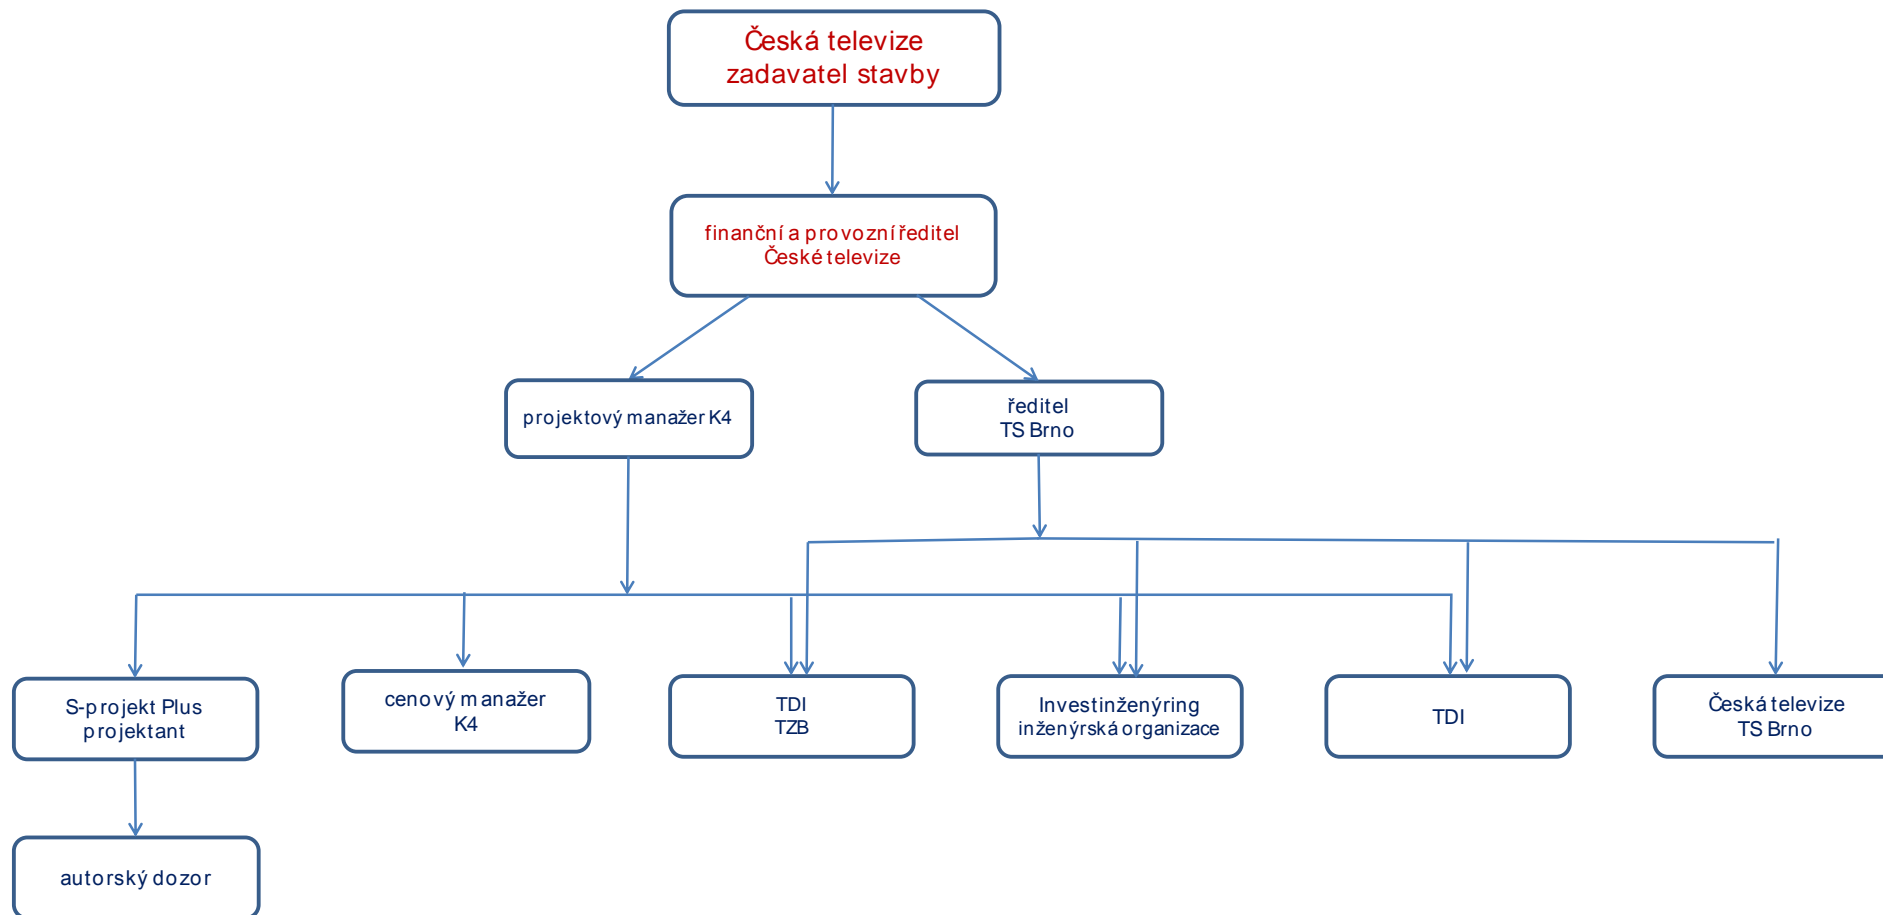 Česká televize
zadavatel stavby
finanční a provozní ředitel
České televize
projektový manažer K4
ředitel
TS Brno
S-projekt Plus
projektant
cenový manažer
K4
TDI
TZB
Investinženýring
inženýrská organizace
TDI
Česká televize
TS Brno
autorský dozor